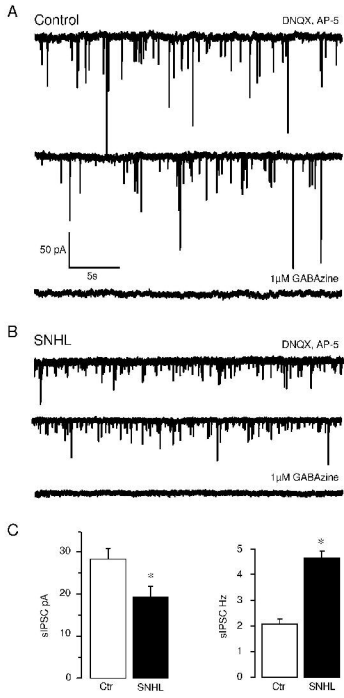 A
Control
DNQX, AP-5
50 pA
5s
1µM GABAzine
B
SNHL
DNQX, AP-5
1µM GABAzine
C
30
20
10
0
sIPSC pA
*
Ctr
SNHL
5
4
3
2
1
0
sIPSC Hz
*
Ctr
SNHL